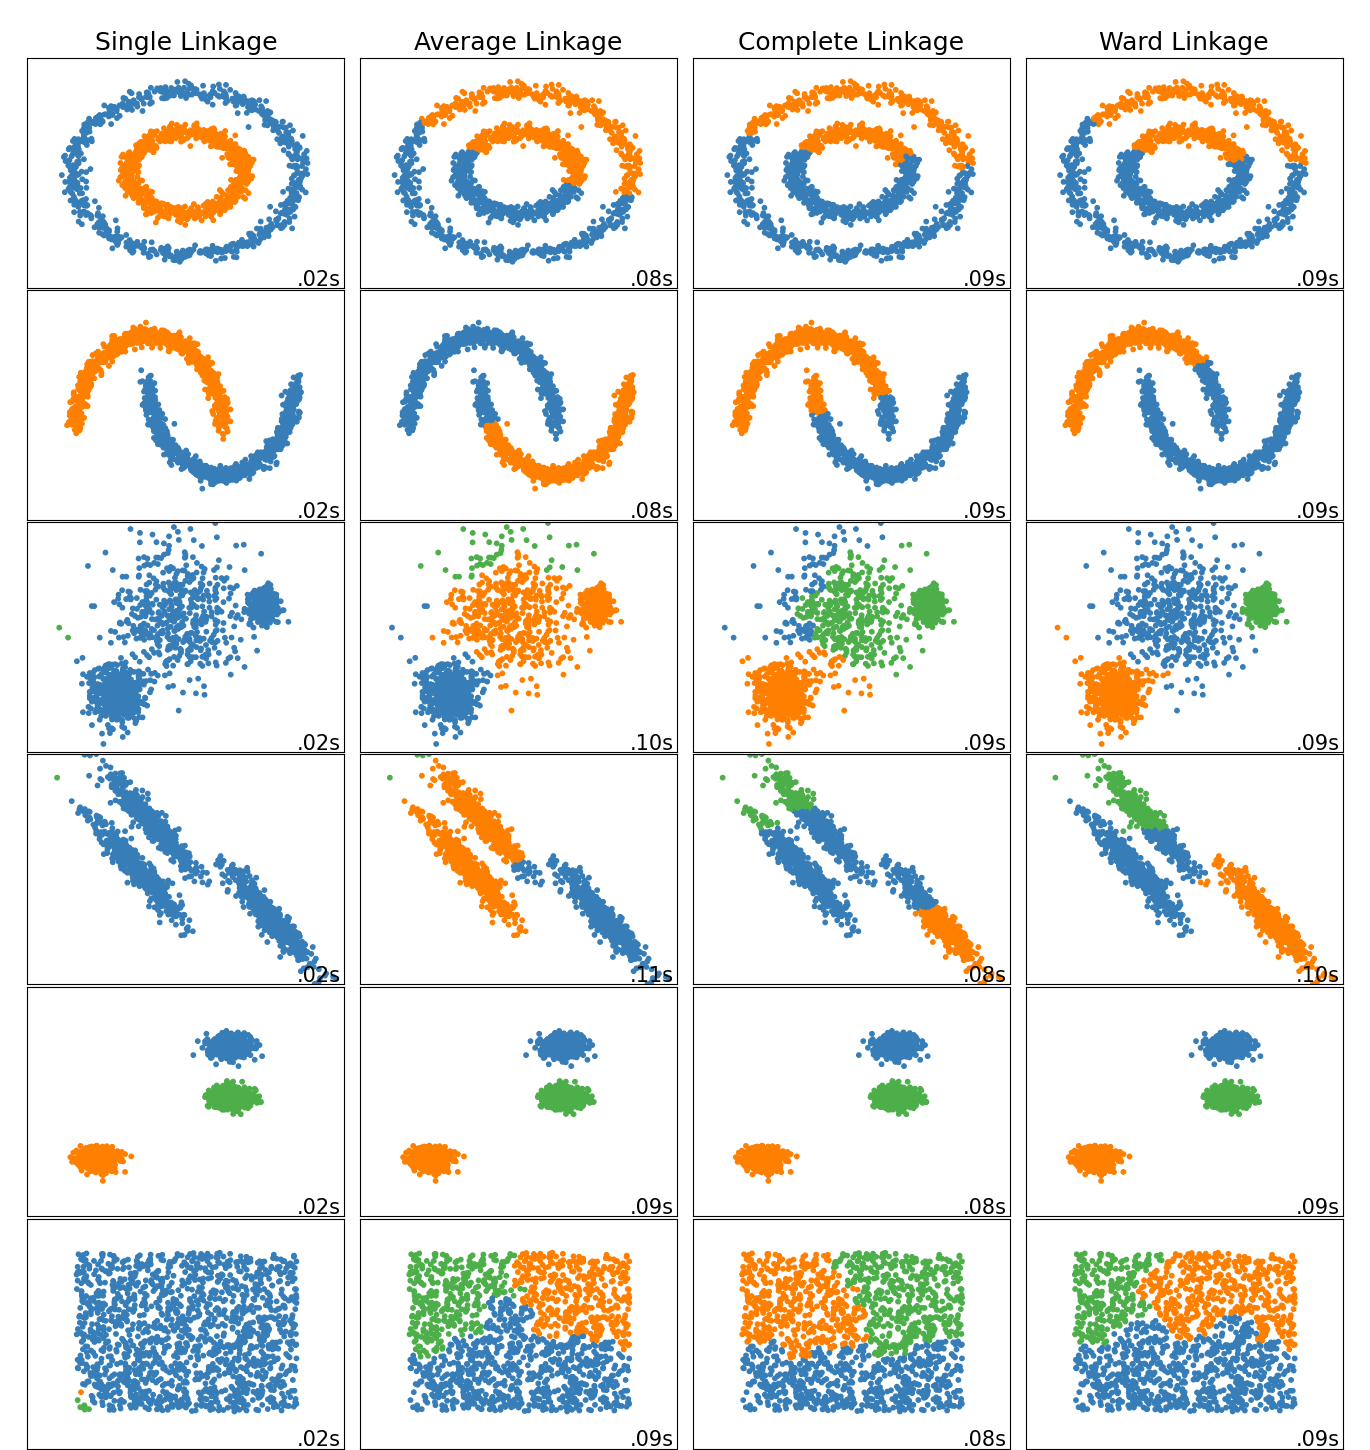 Single Linkage Average Linkage Complete Linkage Ward Linkage
.02s .08s .09s .09s
.02s .08s .09s .09s
.02s .10s .09s .09s
.02s .11s .08s .10s
.02s .09s .08s .09s
.02s .09s .08s .09s